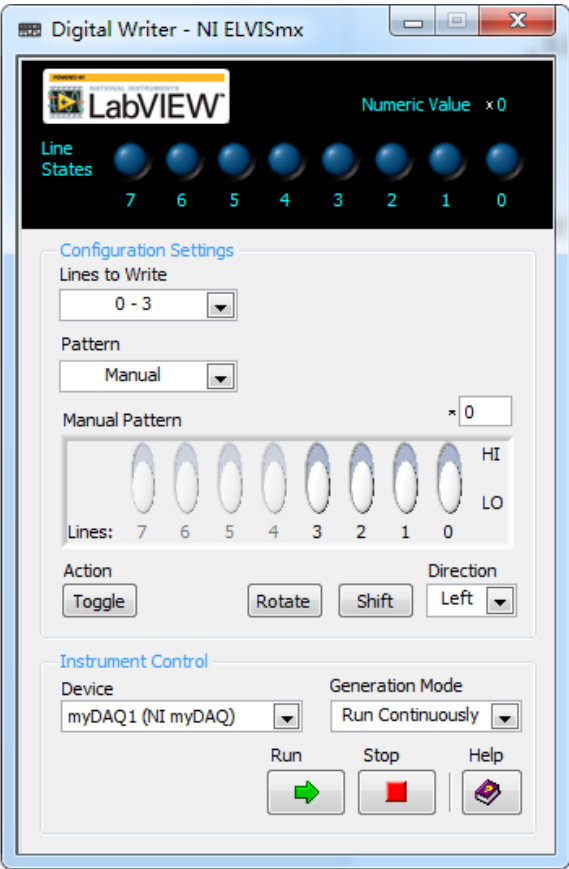 Digital Writer - NI ELVISmx
POWERED BY
NATIONAL INSTRUMENTS
LabVIEW™
Numeric Value x 0
Line
States
7 6 5 4 3 2 1 0
Configuration Settings
Lines to Write
0 - 3
Pattern
Manual
Manual Pattern x 0
HI
LO
Lines: 7 6 5 4 3 2 1 0
Action Direction
Toggle Rotate Shift Left
Instrument Control
Device Generation Mode
myDAQ1 (NI myDAQ) Run Continuously
Run Stop Help